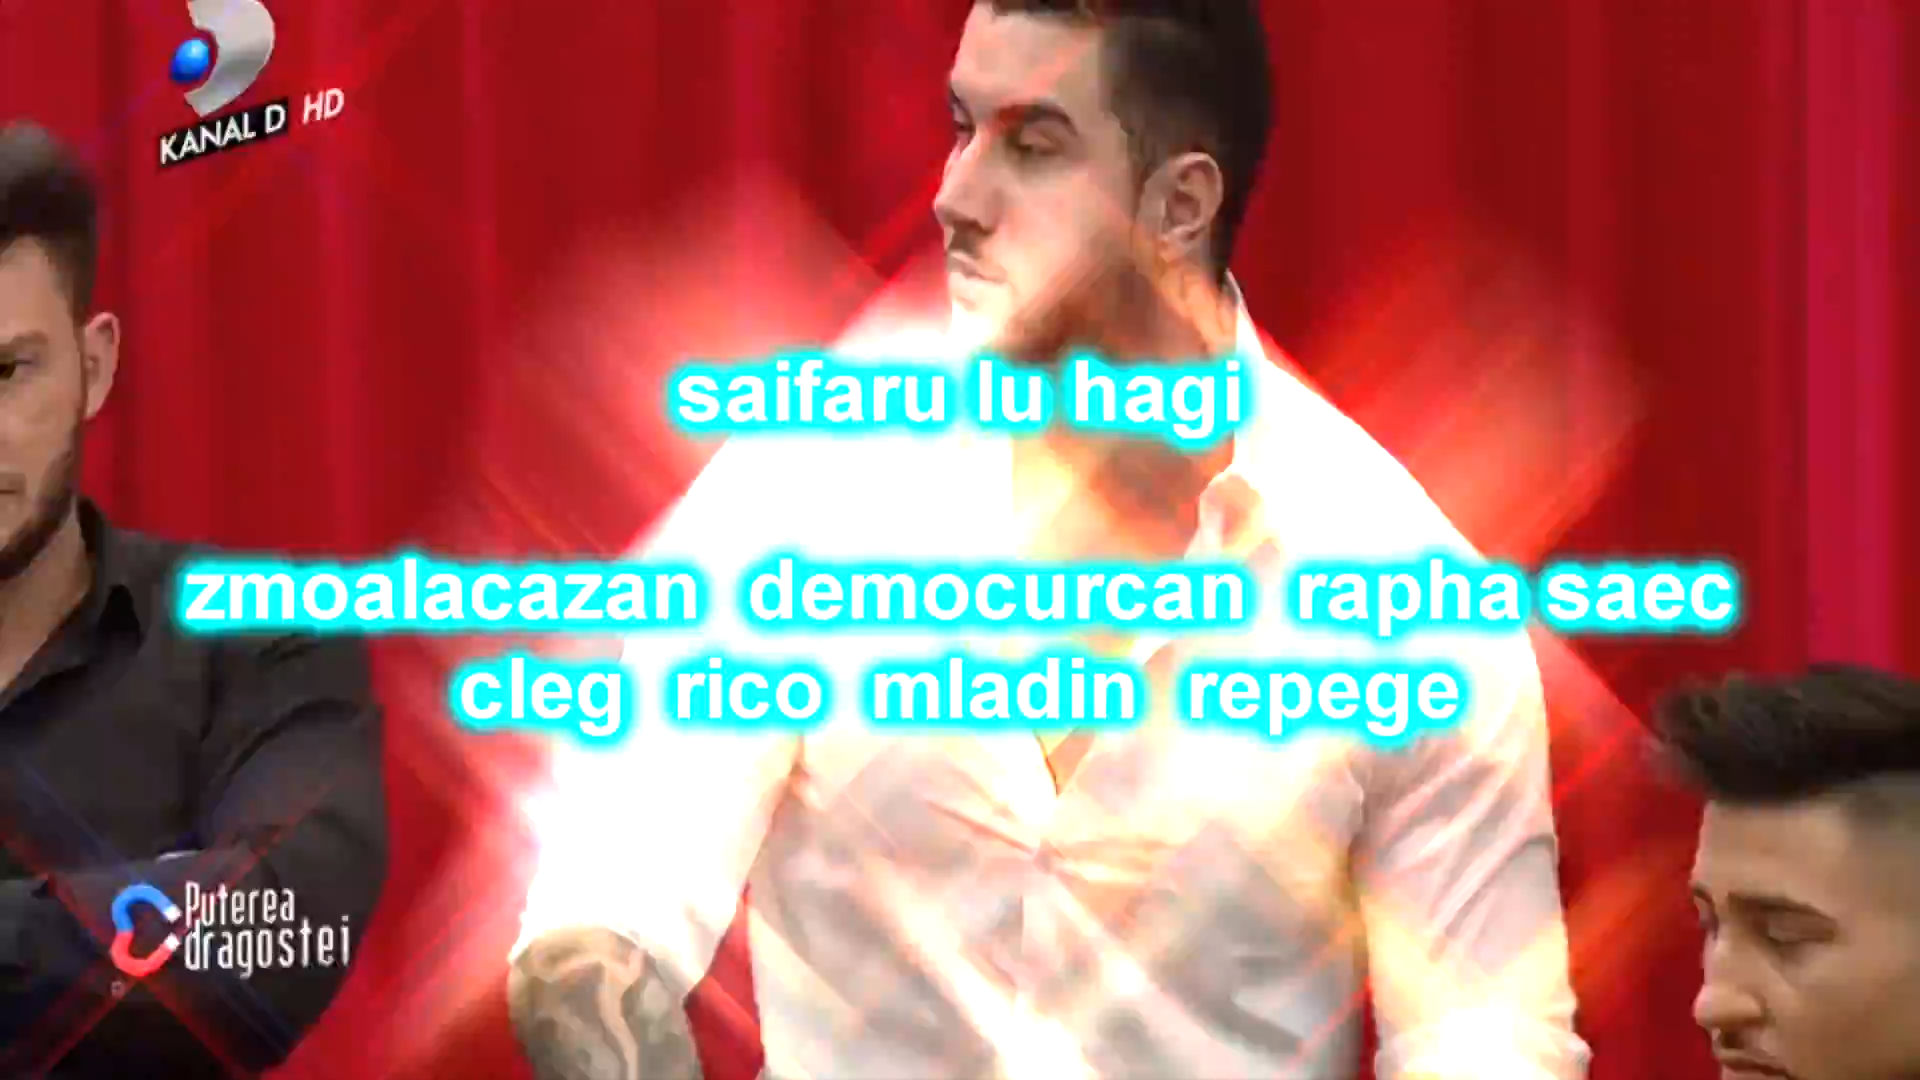 KANAL D HD
saifaru lu hagi
zmoalacazan democurcan rapha saec
cleg rico mladin repege
Puterea
dragostei